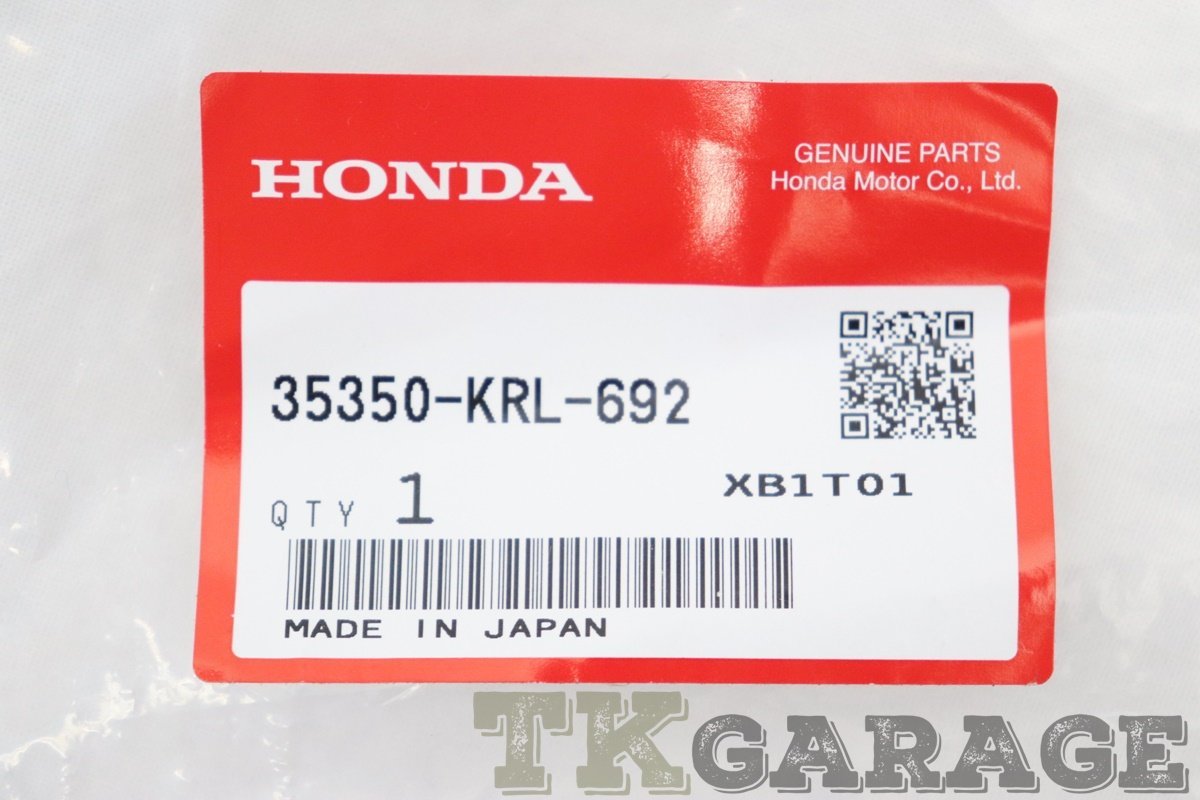 HONDA
GENUINE PARTS
Honda Motor Co., Ltd.
35350-KRL-692
QTY 1
XB1T01
MADE IN JAPAN
TKGARAGE